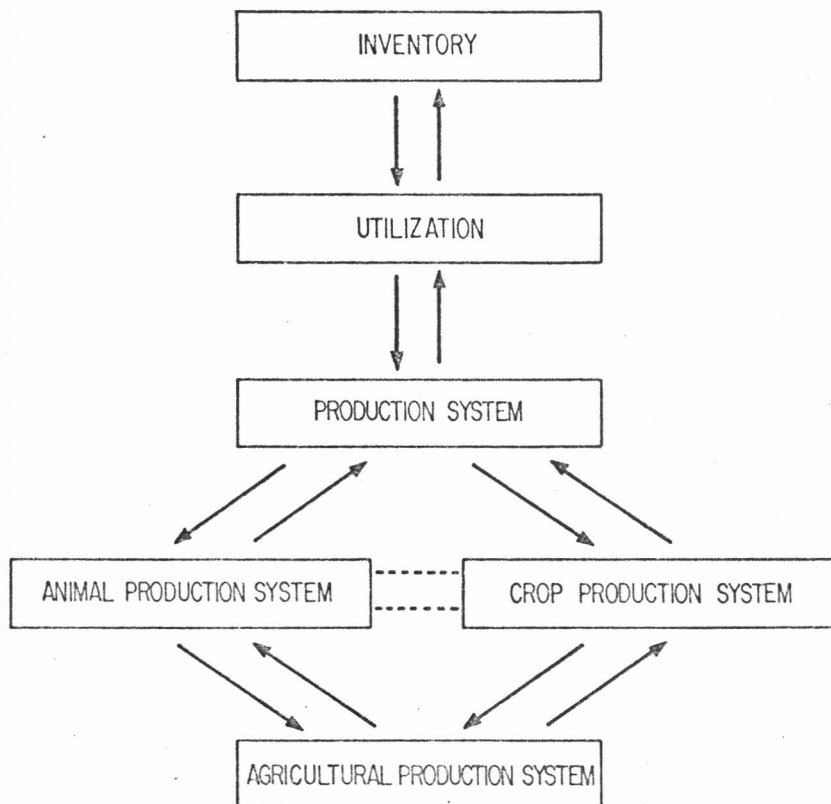 INVENTORY
UTILIZATION
PRODUCTION SYSTEM
ANIMAL PRODUCTION SYSTEM
CROP PRODUCTION SYSTEM
AGRICULTURAL PRODUCTION SYSTEM